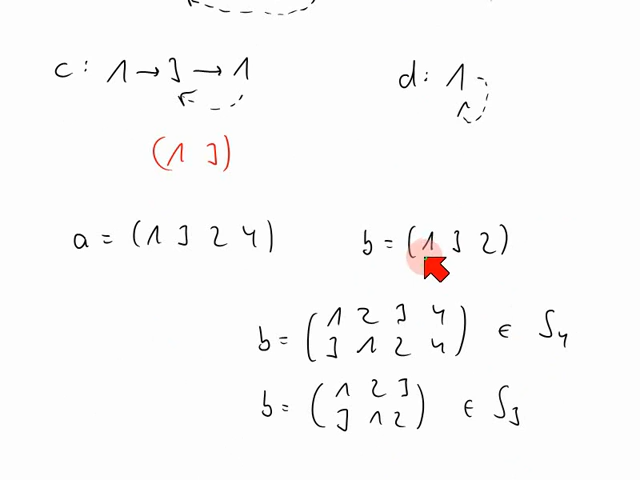 c: 1 → 3 → 1
d: 1
(1 3)
a = (1 3 2 4)
b = (1 3 2)
b = ( 1 2 3 4
3 1 2 4 ) ∈ S₄
b = ( 1 2 3
3 1 2 ) ∈ S₃